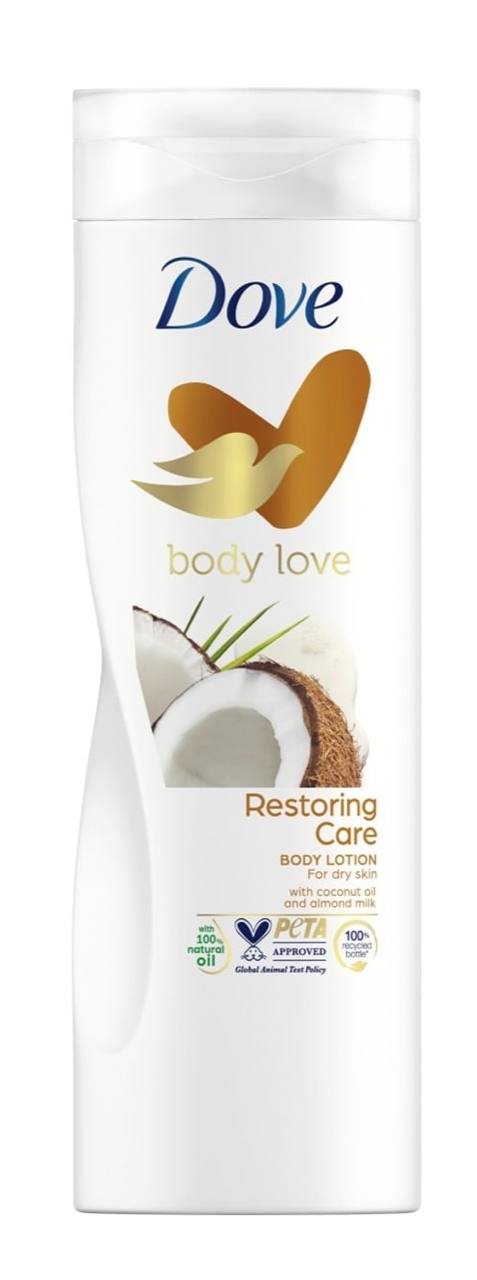 Dove
body love
Restoring
Care
BODY LOTION
For dry skin
with coconut oil
and almond milk
with
100%
natural
oil
PETA
APPROVED
Global Animal Test Policy
100%
recycled
bottle*